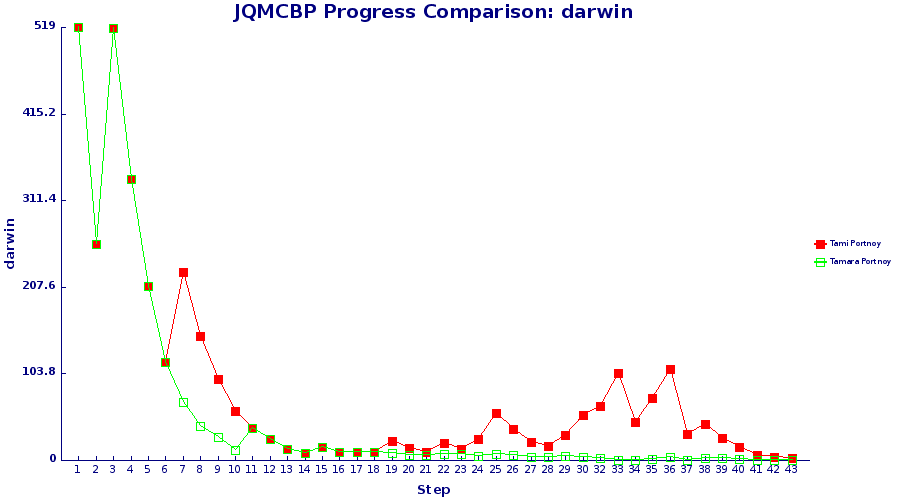 JQMCBP Progress Comparison: darwin
519
415.2
311.4
207.6
103.8
0
darwin
1 2 3 4 5 6 7 8 9 10 11 12 13 14 15 16 17 18 19 20 21 22 23 24 25 26 27 28 29 30 31 32 33 34 35 36 37 38 39 40 41 42 43
Step
Tami Portnoy
Tamara Portnoy